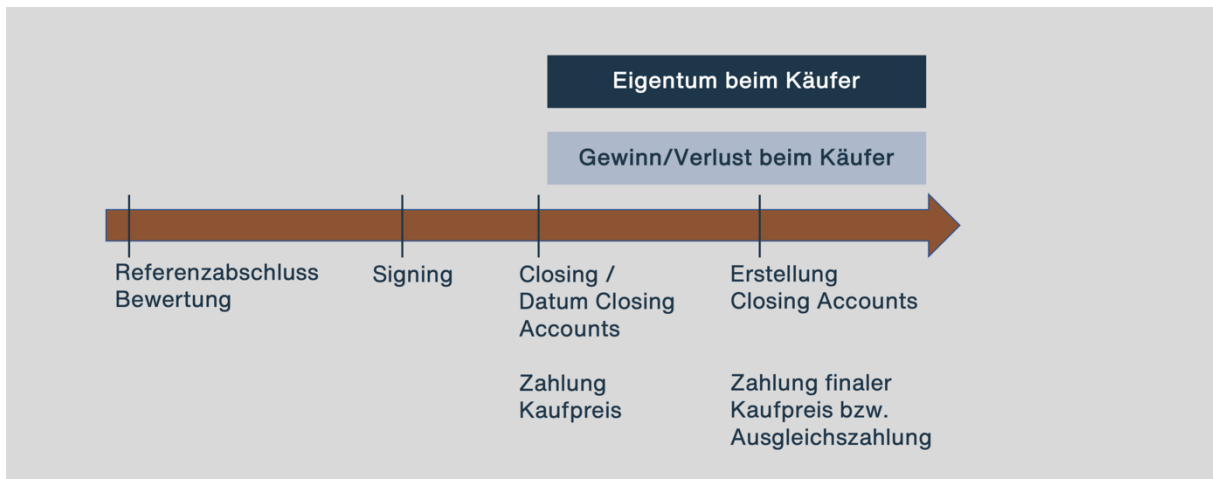 Eigentum beim Käufer
Gewinn/Verlust beim Käufer
Referenzabschluss
Bewertung
Signing
Closing /
Datum Closing
Accounts
Zahlung
Kaufpreis
Erstellung
Closing Accounts
Zahlung finaler
Kaufpreis bzw.
Ausgleichszahlung